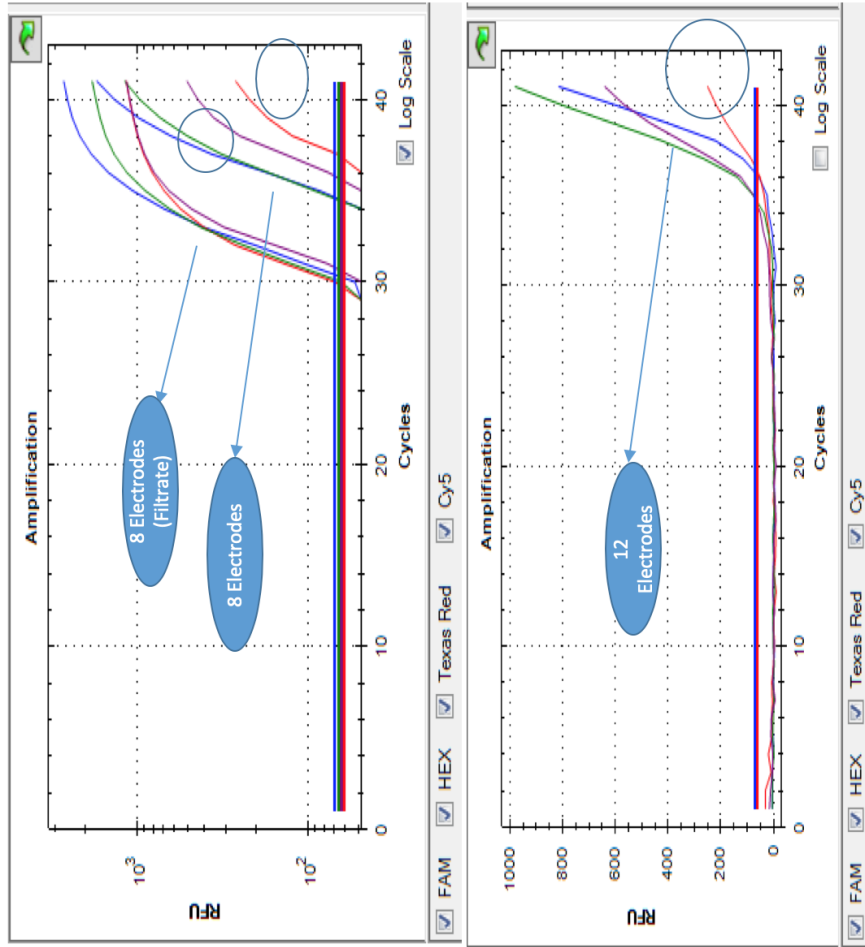 Amplification
10³
10²
RFU
0
10
20
30
40
Cycles
8 Electrodes
(Filtrate)
8 Electrodes
Log Scale
FAM
HEX
Texas Red
Cy5
Amplification
1000
800
600
400
200
0
RFU
0
10
20
30
40
Cycles
12
Electrodes
Log Scale
FAM
HEX
Texas Red
Cy5